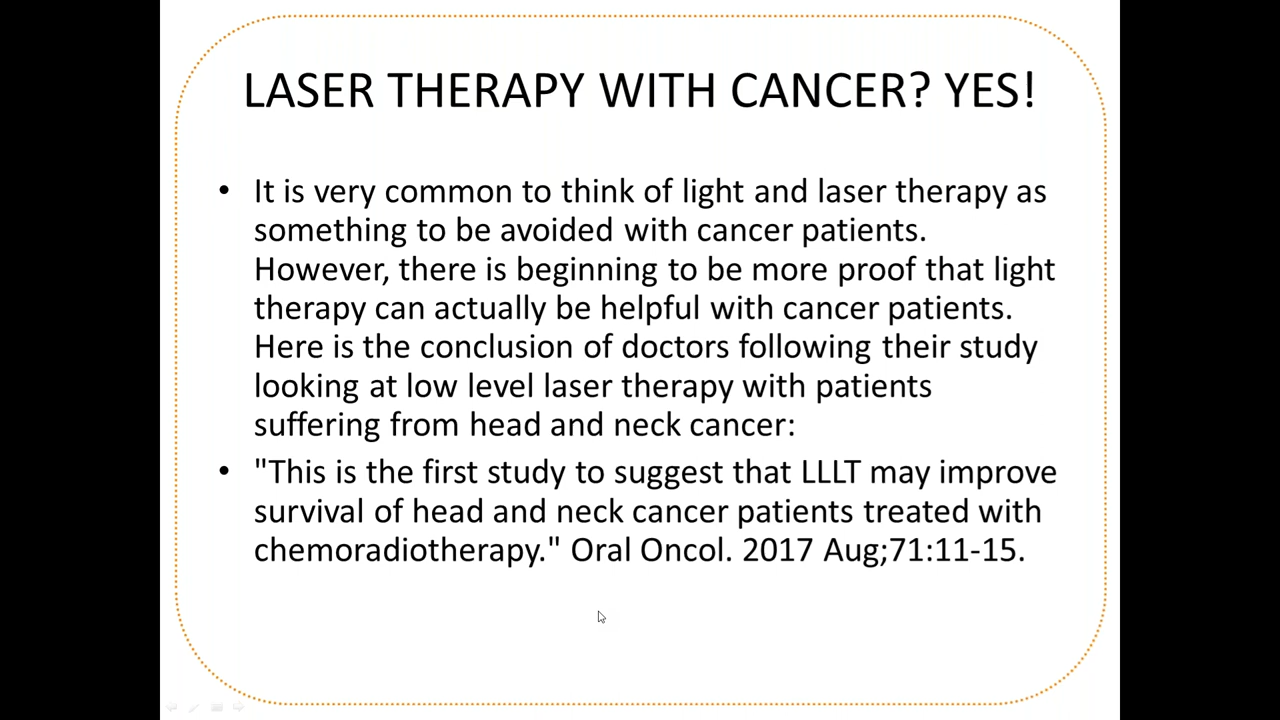 LASER THERAPY WITH CANCER? YES!
• It is very common to think of light and laser therapy as
something to be avoided with cancer patients.
However, there is beginning to be more proof that light
therapy can actually be helpful with cancer patients.
Here is the conclusion of doctors following their study
looking at low level laser therapy with patients
suffering from head and neck cancer:
• "This is the first study to suggest that LLLT may improve
survival of head and neck cancer patients treated with
chemoradiotherapy." Oral Oncol. 2017 Aug;71:11-15.